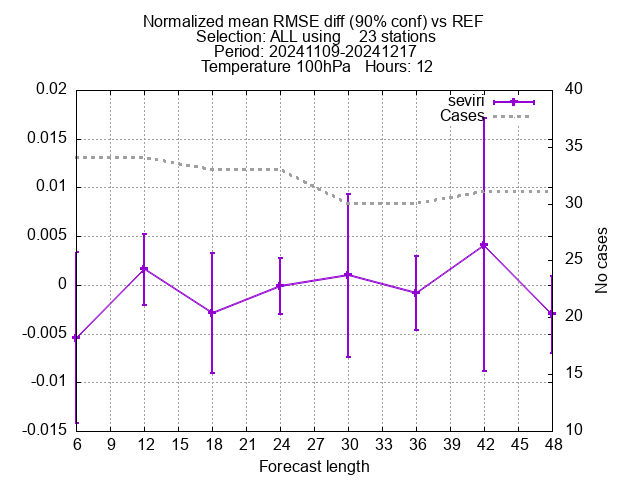 Normalized mean RMSE diff (90% conf) vs REF
Selection: ALL using    23 stations
Period: 20241109-20241217
Temperature 100hPa   Hours: 12
seviri
Cases
0.02
0.015
0.01
0.005
0
-0.005
-0.01
-0.015
40
35
30
25
20
15
10
No cases
6 9 12 15 18 21 24 27 30 33 36 39 42 45 48
Forecast length